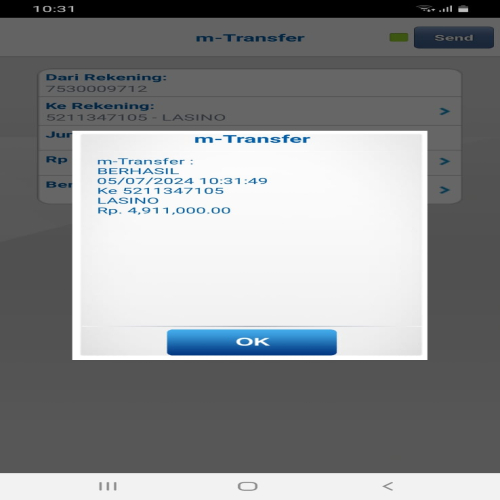 10:31
m-Transfer
Send
Dari Rekening:
7530009712
Ke Rekening:
5211347105 - LASINO
Jum
Rp
Ber
m-Transfer
m-Transfer :
BERHASIL
05/07/2024 10:31:49
Ke 5211347105
LASINO
Rp. 4,911,000.00
OK